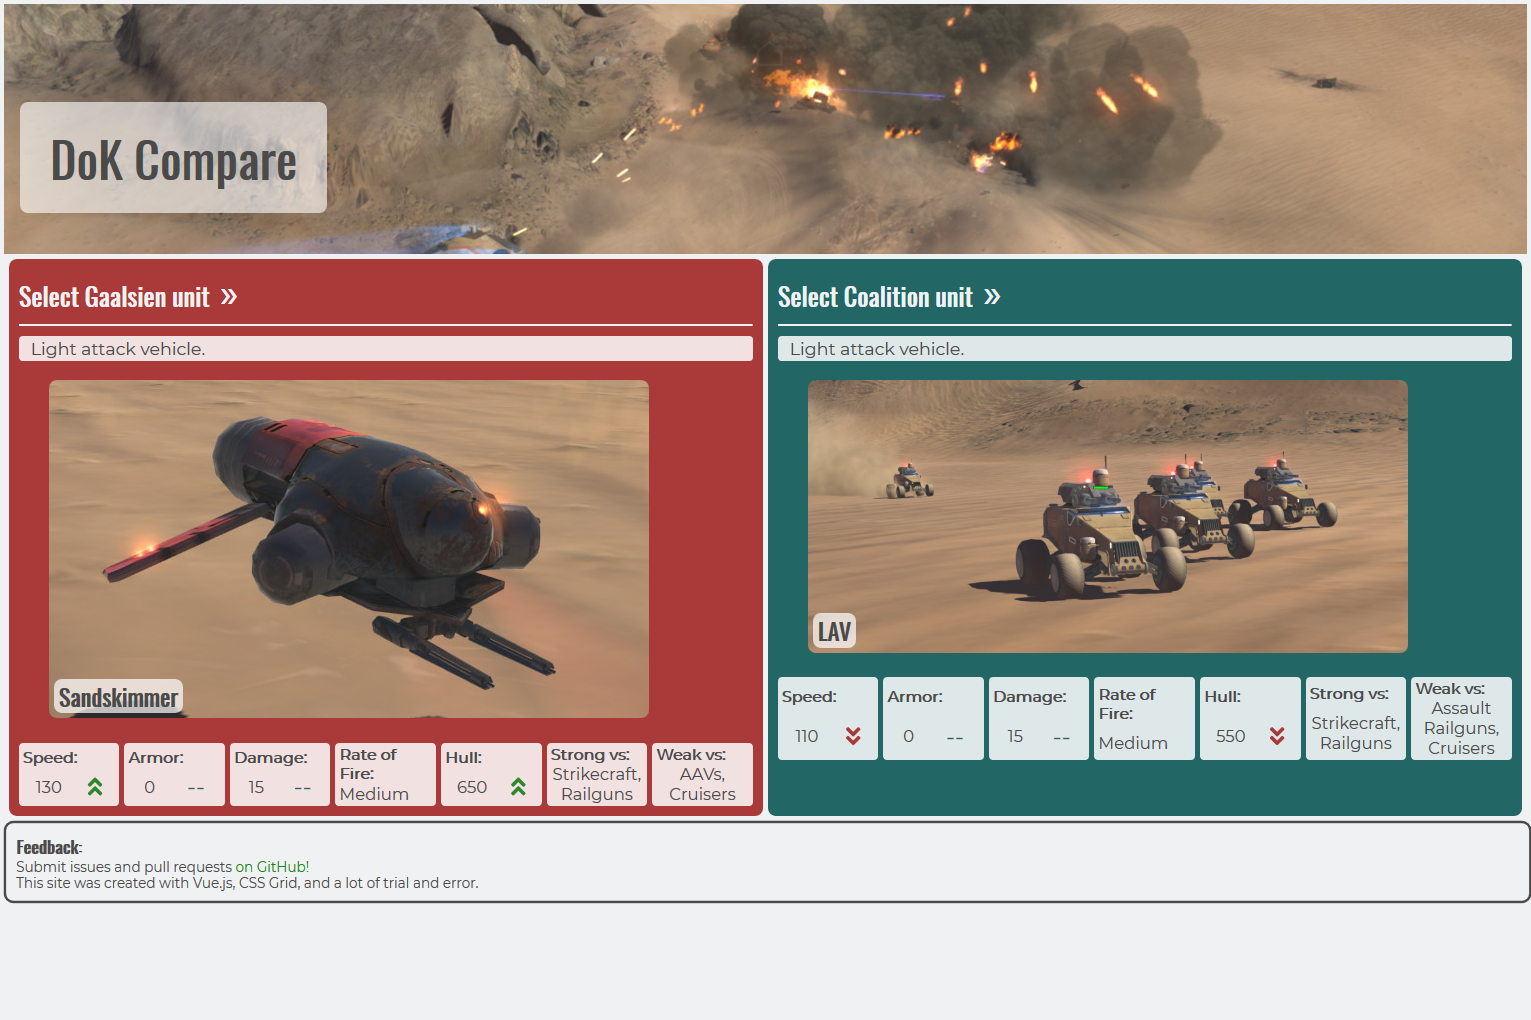 DoK Compare
Select Gaalsien unit »
Light attack vehicle.
Sandskimmer
Speed:
130
Armor:
0 --
Damage:
15 --
Rate of
Fire:
Medium
Hull:
650
Strong vs:
Strikecraft,
Railguns
Weak vs:
AAVs,
Cruisers
Select Coalition unit »
Light attack vehicle.
LAV
Speed:
110
Armor:
0 --
Damage:
15 --
Rate of
Fire:
Medium
Hull:
550
Strong vs:
Strikecraft,
Railguns
Weak vs:
Assault
Railguns,
Cruisers
Feedback:
Submit issues and pull requests on GitHub!
This site was created with Vue.js, CSS Grid, and a lot of trial and error.